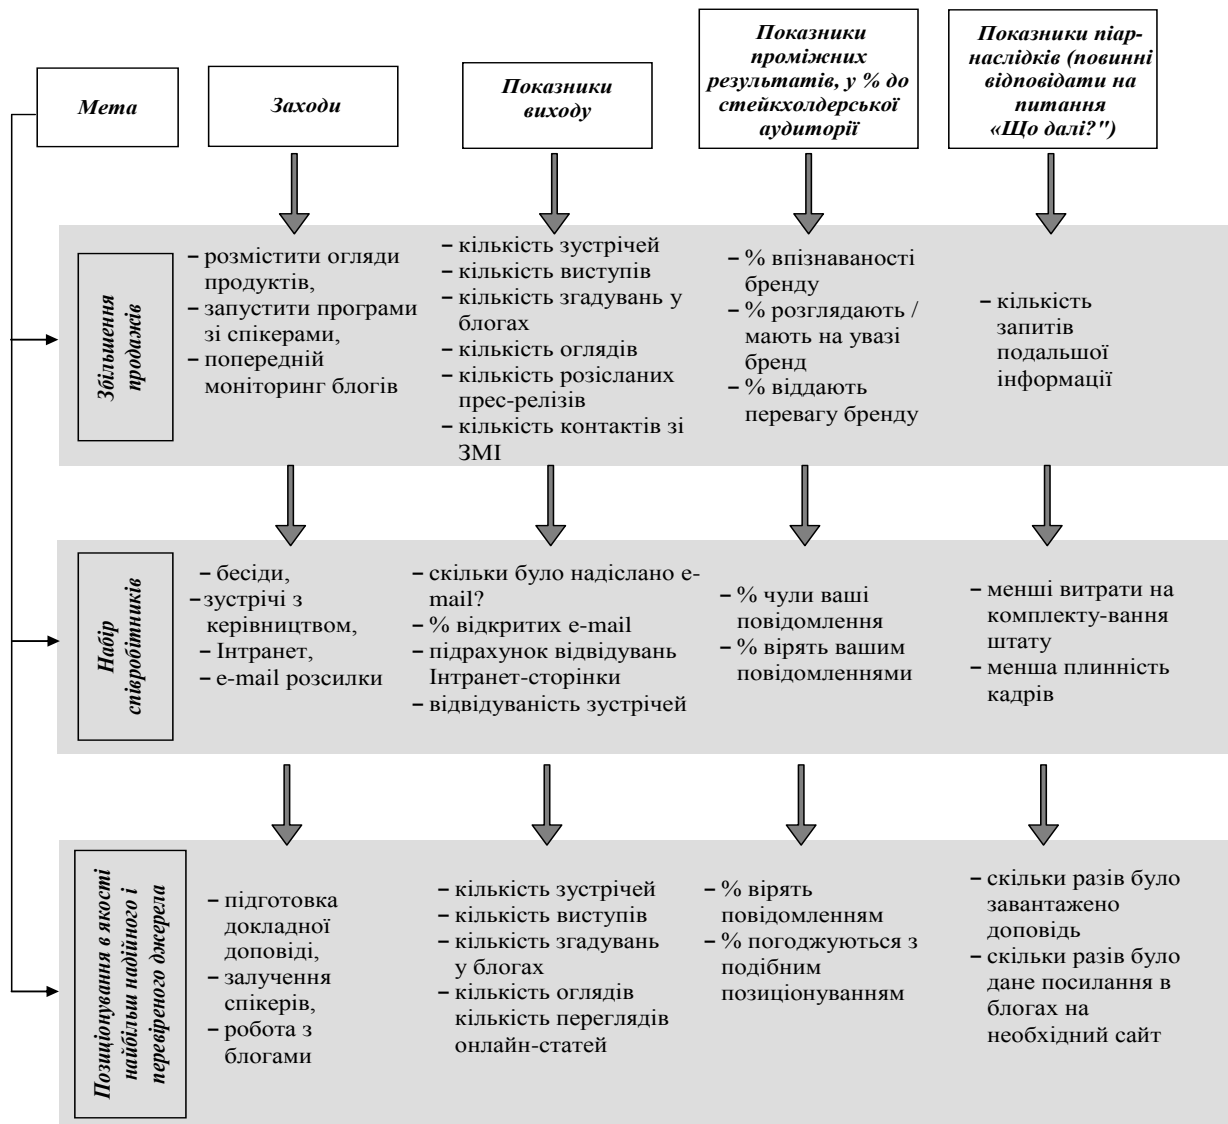 Мета
Заходи
Показники
виходу
Показники
проміжних
результатів, у % до
стейкхолдерської
аудиторії
Показники піар-
наслідків (повинні
відповідати на
питання
«Що далі?")
Збільшення
продажів
– розмістити огляди
продуктів,
– запустити програми
зі спікерами,
– попередній
моніторинг блогів
– кількість зустрічей
– кількість виступів
– кількість згадувань у
блогах
– кількість оглядів
– кількість розісланих
прес-релізів
– кількість контактів зі
ЗМІ
– % впізнаваності
бренду
– % розглядають /
мають на увазі
бренд
– % віддають
перевагу бренду
– кількість
запитів
подальшої
інформації
Набір
співробітників
– бесіди,
– зустрічі з
керівництвом,
– Інтранет,
– e-mail розсилки
– скільки було надіслано e-
mail?
– % відкритих e-mail
– підрахунок відвідувань
Інтранет-сторінки
– відвідуваність зустрічей
– % чули ваші
повідомлення
– % вірять вашим
повідомленнями
– менші витрати на
комплекту-вання
штату
– менша плинність
кадрів
Позиціонування в якості
найбільш надійного і
перевіреного джерела
– підготовка
докладної
доповіді,
– залучення
спікерів,
– робота з
блогами
– кількість зустрічей
– кількість виступів
– кількість згадувань
у блогах
– кількість оглядів
кількість переглядів
онлайн-статей
– % вірять
повідомленням
– % погоджуються з
подібним
позиціонуванням
– скільки разів було
завантажено
доповідь
– скільки разів було
дане посилання в
блогах на
необхідний сайт